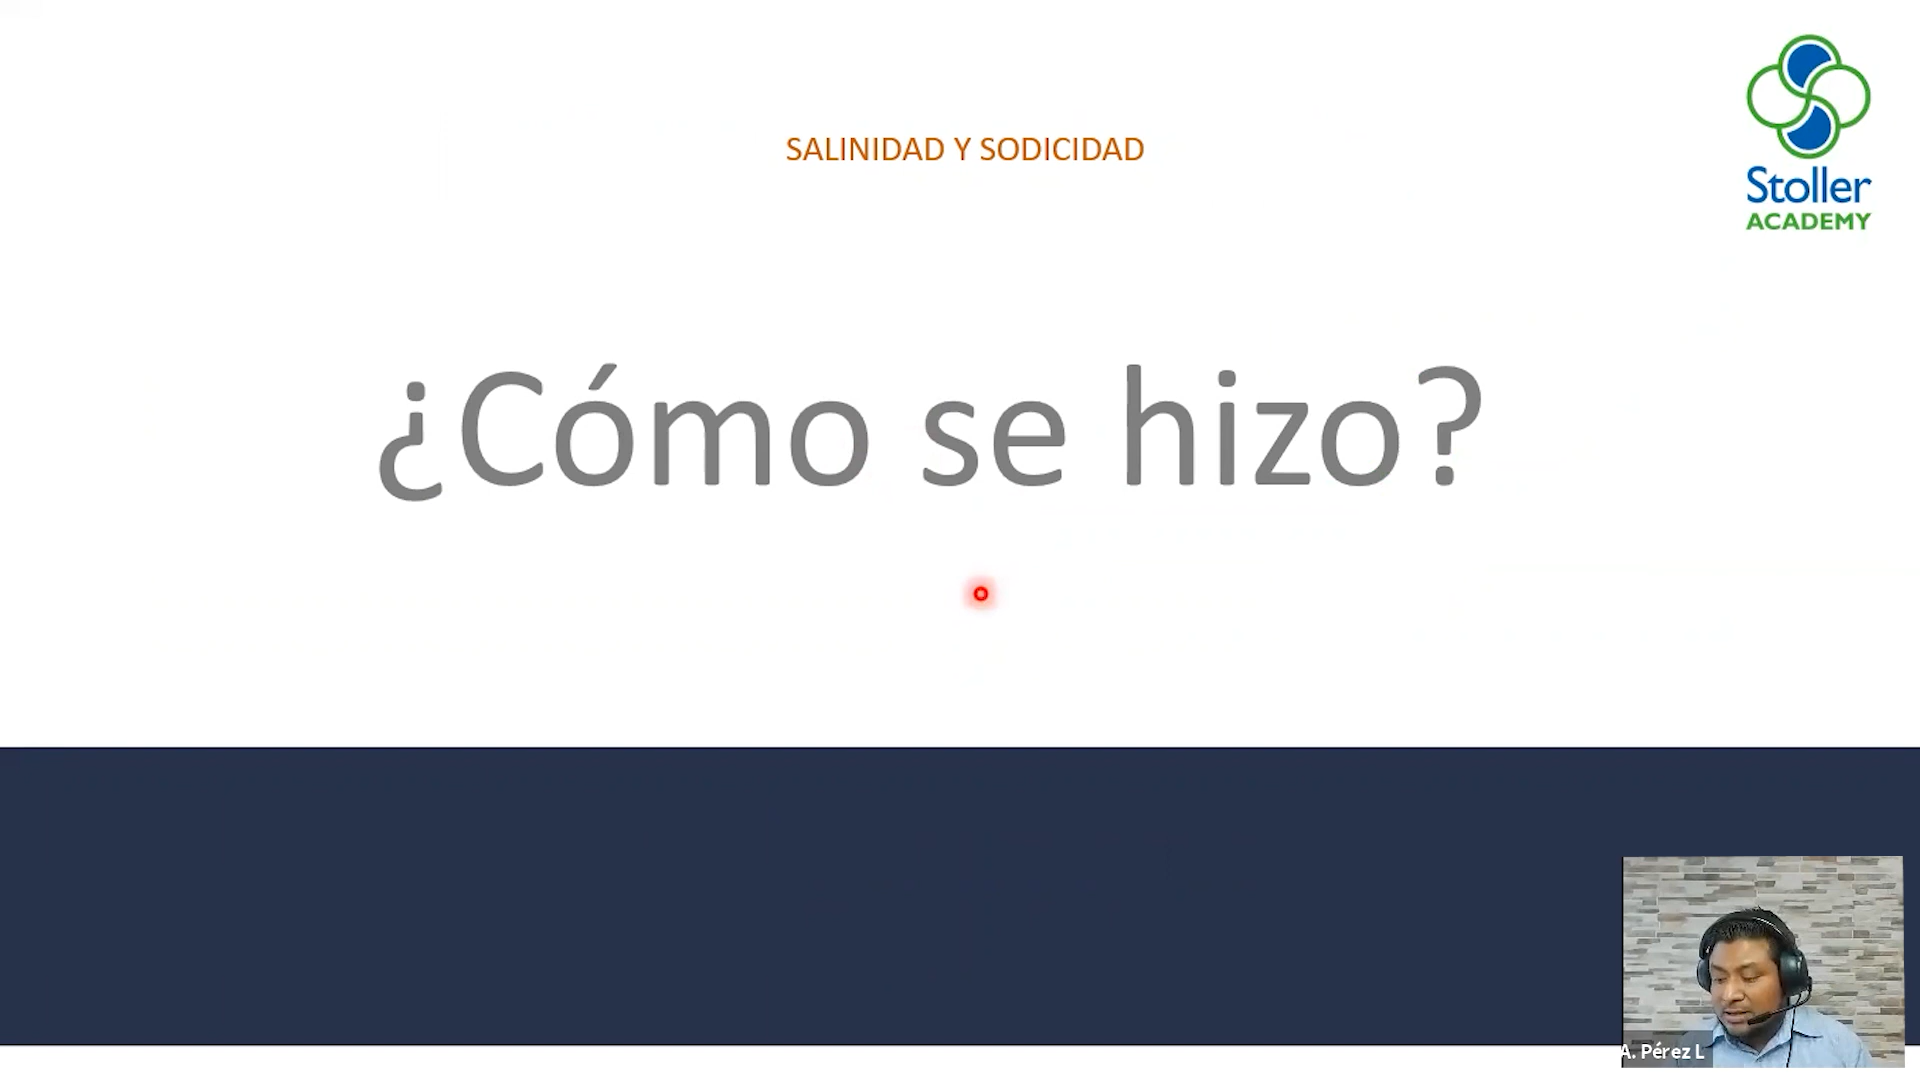 SALINIDAD Y SODICIDAD
Stoller
ACADEMY
¿Cómo se hizo?
A. Pérez L